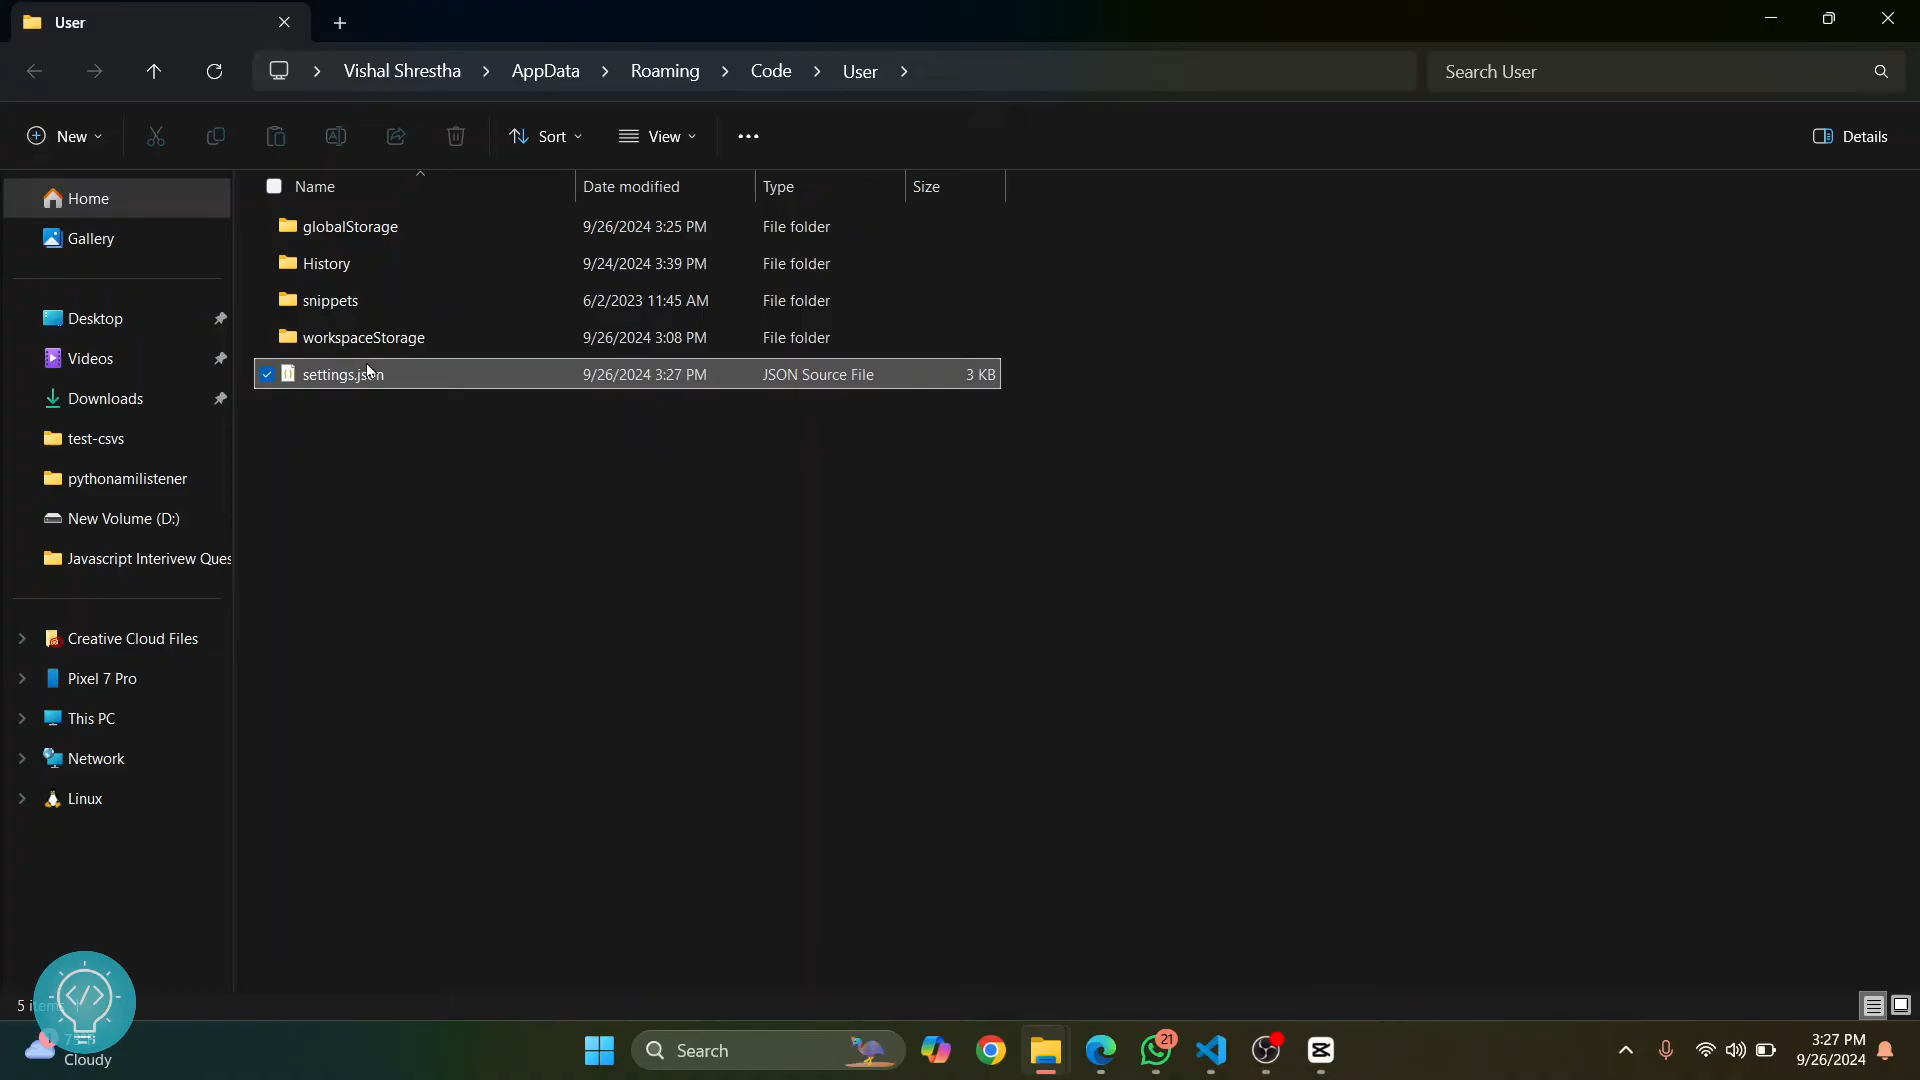 User
Vishal Shrestha > AppData > Roaming > Code > User >
Search User
New
Sort
View
Details
Name Date modified Type Size
globalStorage 9/26/2024 3:25 PM File folder
History 9/24/2024 3:39 PM File folder
snippets 6/2/2023 11:45 AM File folder
workspaceStorage 9/26/2024 3:08 PM File folder
settings.json 9/26/2024 3:27 PM JSON Source File 3 KB
Home
Gallery
Desktop
Videos
Downloads
test-csvs
pythonamilistener
New Volume (D:)
Javascript Interivew Ques
Creative Cloud Files
Pixel 7 Pro
This PC
Network
Linux
5 items
Cloudy
Search
21
3:27 PM
9/26/2024